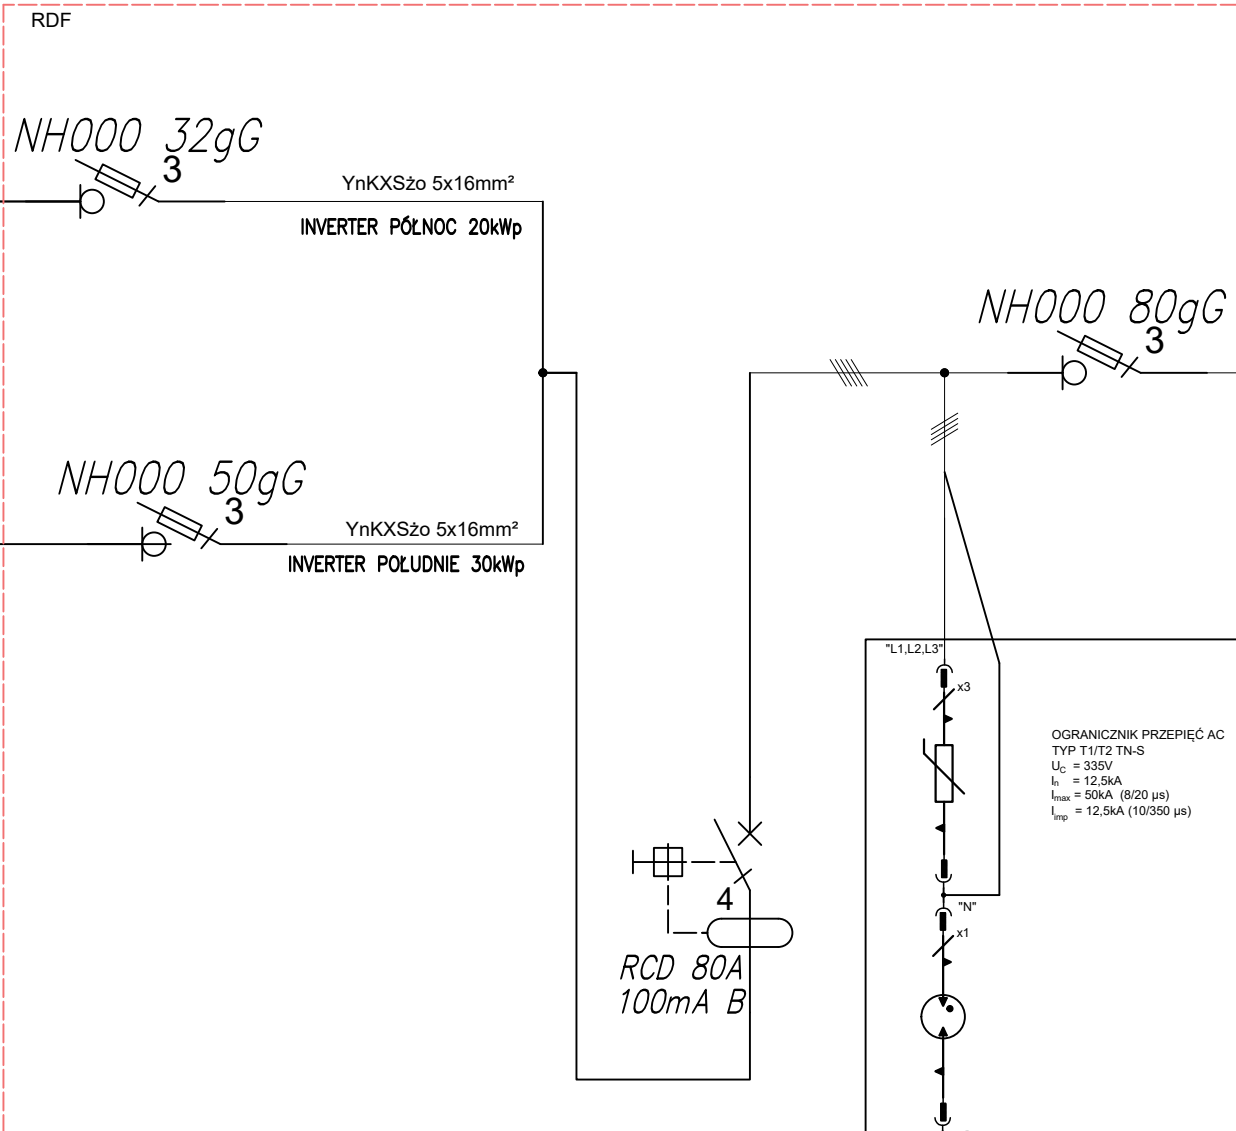 RDF
NH000 32gG
3
YnKXSżo 5x16mm²
INVERTER PÓŁNOC 20kWp
NH000 80gG
3
NH000 50gG
3
YnKXSżo 5x16mm²
INVERTER POŁUDNIE 30kWp
"L1,L2,L3"
x3
OGRANICZNIK PRZEPIĘĆ AC
TYP T1/T2 TN-S
UC = 335V
In = 12,5kA
Imax = 50kA (8/20 µs)
Iimp = 12,5kA (10/350 µs)
4
"N"
x1
RCD 80A
100mA B